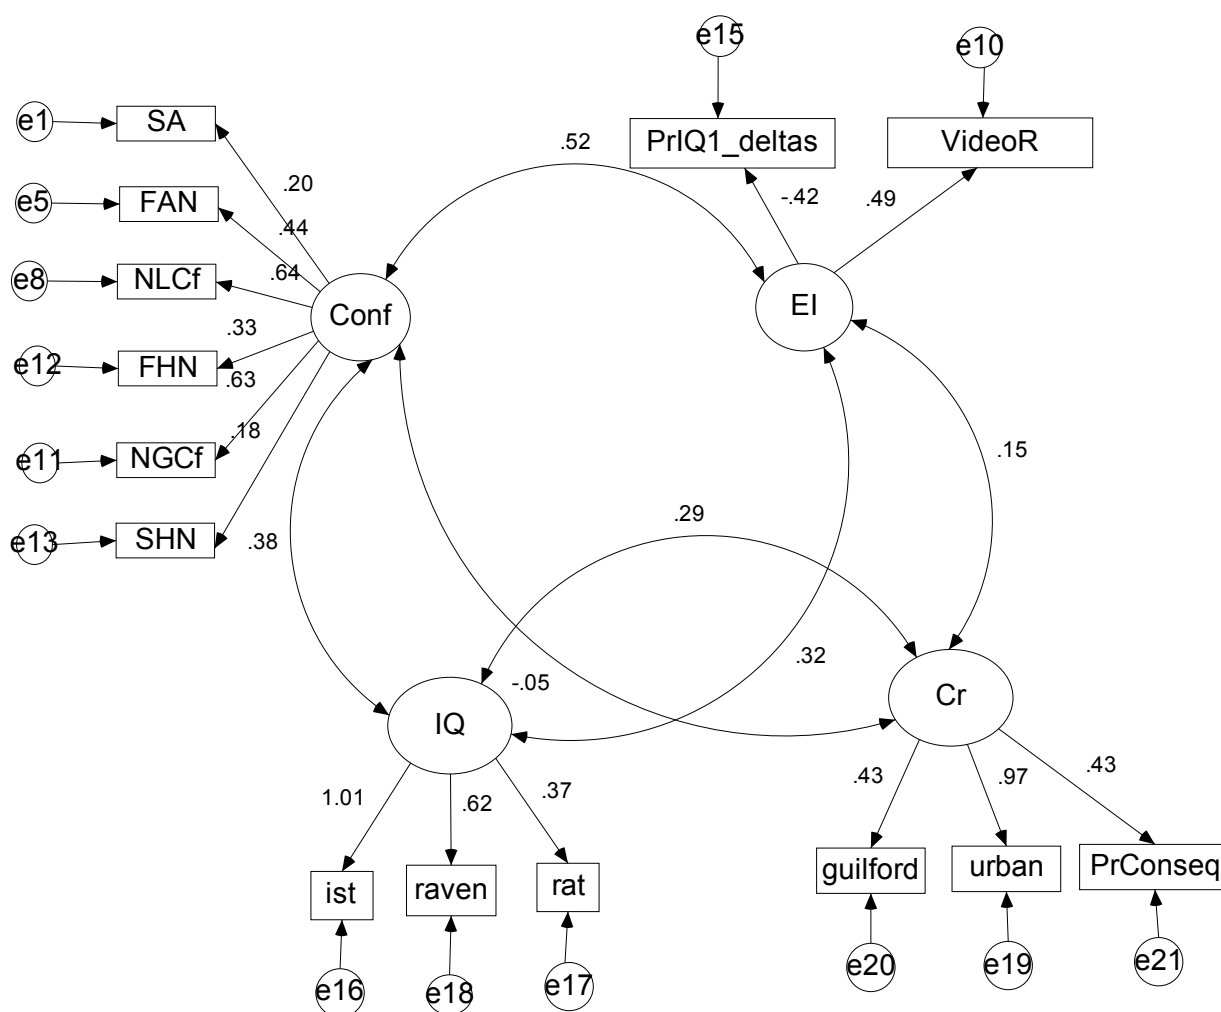 e15
e10
e1
SA
PrIQ1_deltas
VideoR
.52
.20
-.42
.49
e5
FAN
.44
e8
NLCf
.64
Conf
EI
.33
e12
FHN
.63
.18
e11
NGCf
.15
e13
SHN
.38
.29
.32
-.05
IQ
Cr
1.01
.62
.37
.43
.97
.43
ist
raven
rat
guilford
urban
PrConseq
e16
e18
e17
e20
e19
e21